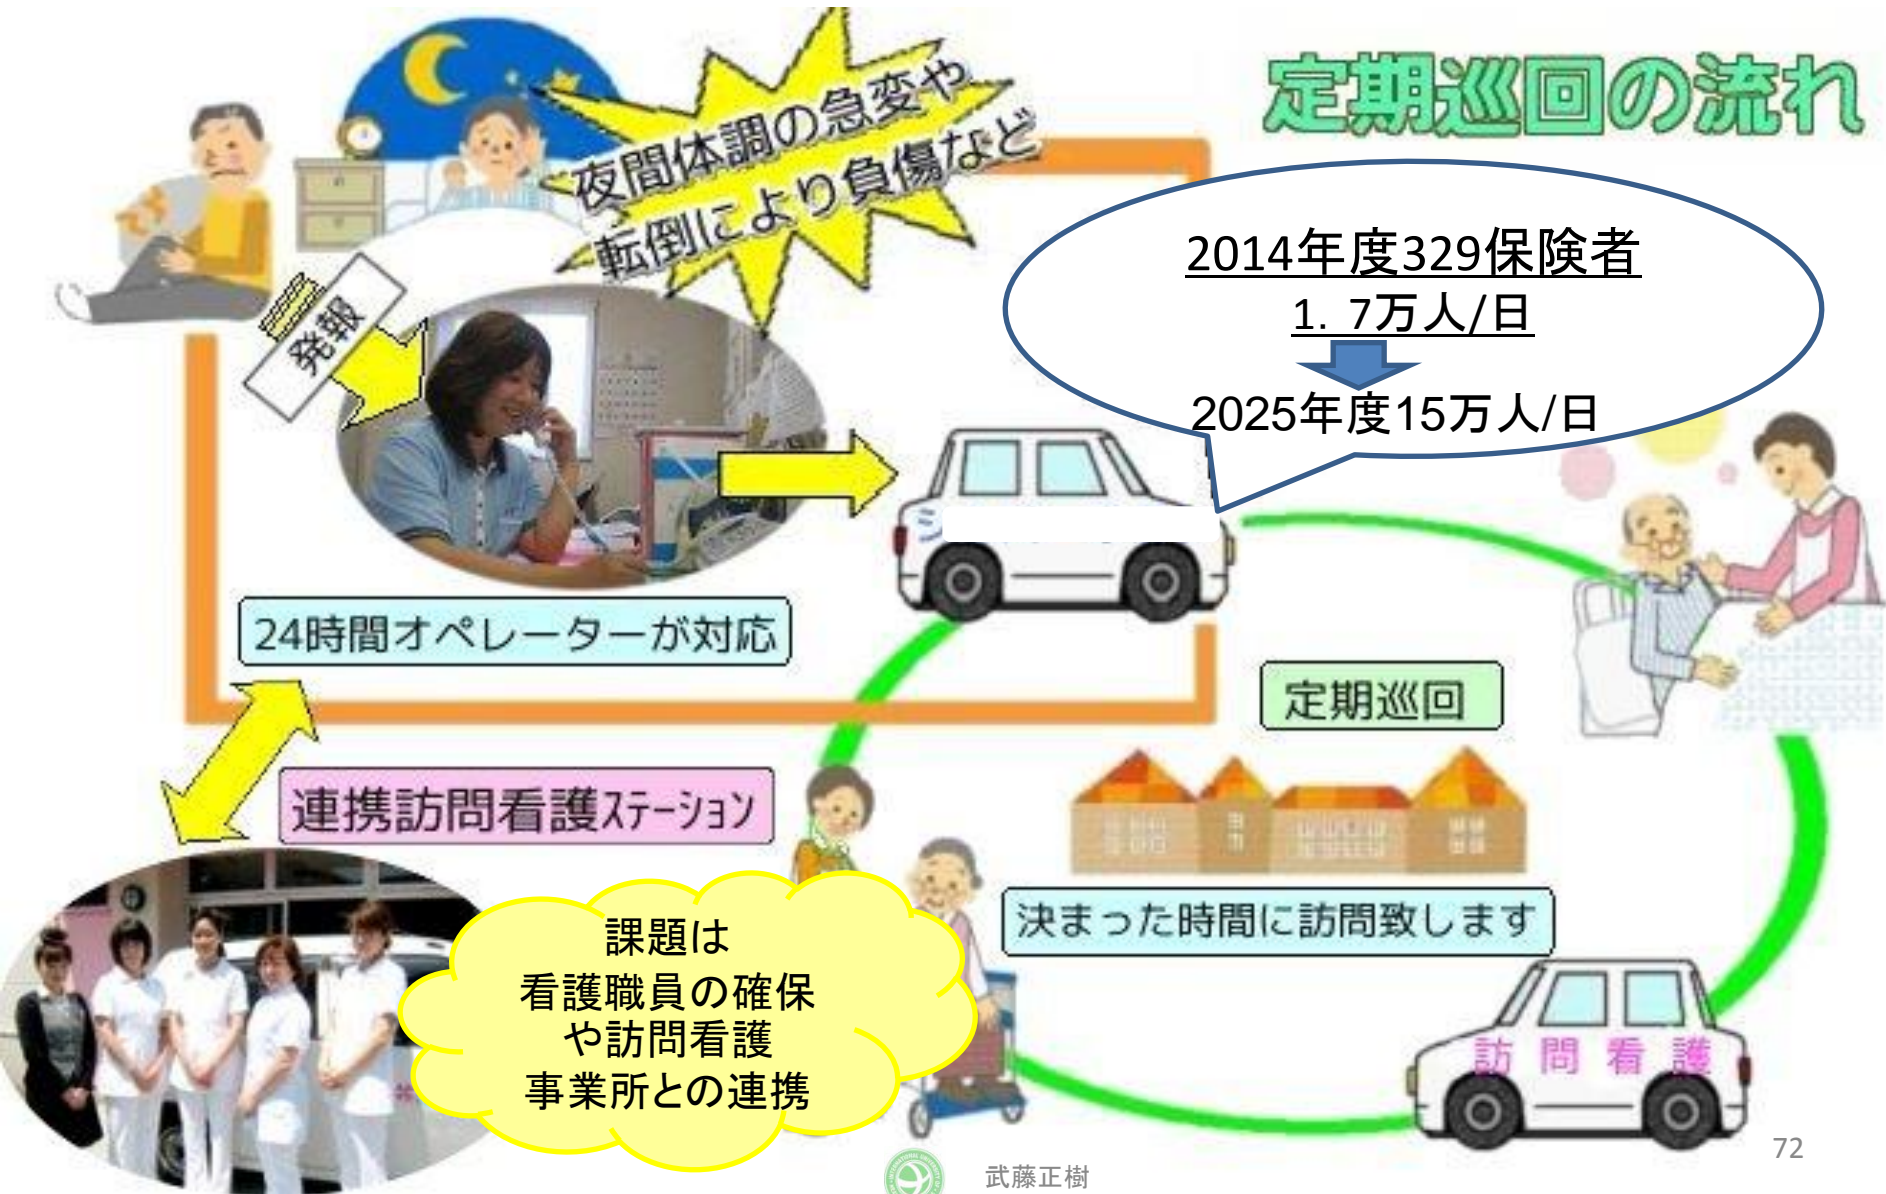 定期巡回の流れ
夜間体調の急変や
転倒により負傷など
2014年度329保険者
1. 7万人/日
2025年度15万人/日
発報
24時間オペレーターが対応
定期巡回
連携訪問看護ステーション
決まった時間に訪問致します
課題は
看護職員の確保
や訪問看護
事業所との連携
訪問看護
72
武藤正樹